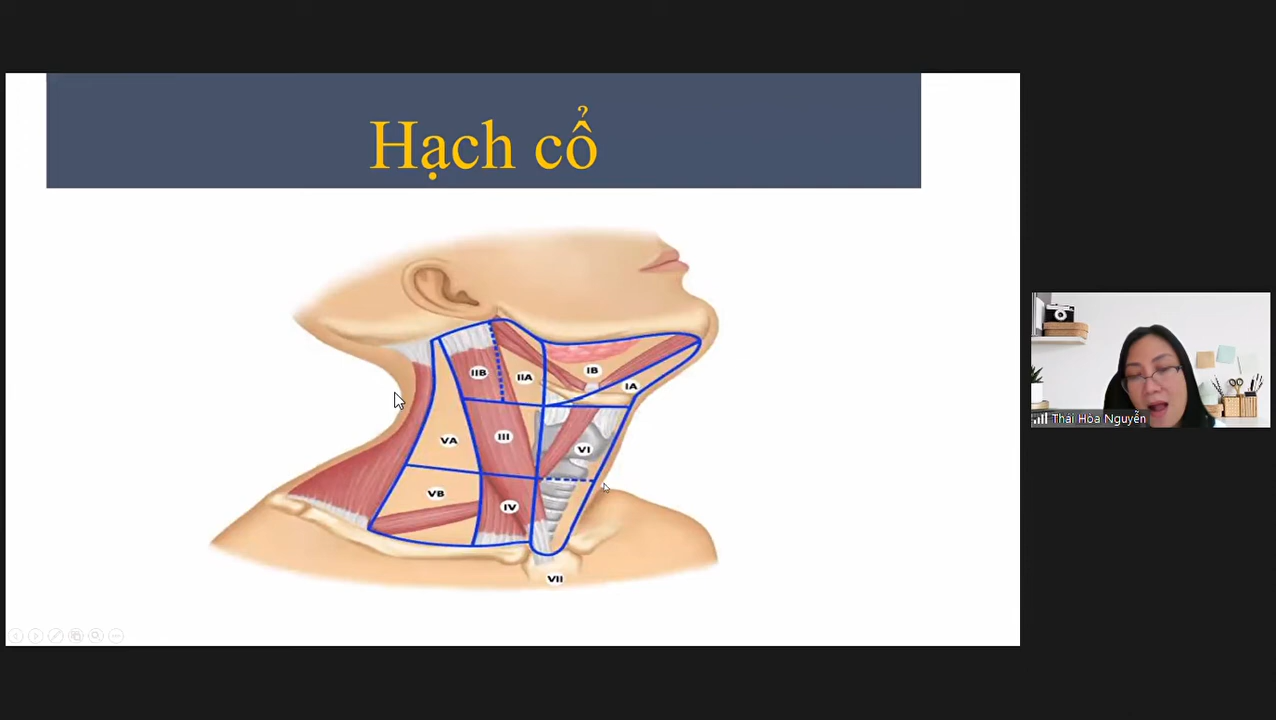 Hạch cổ
IIB
IIA
IB
IA
III
VI
VA
VB
IV
VII
Thái Hòa Nguyễn